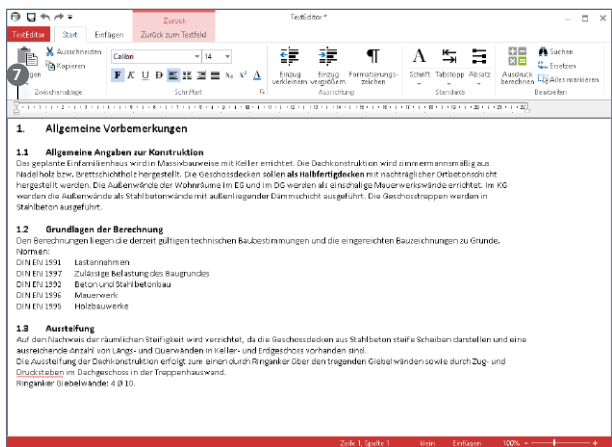 Zurück
TextEditor *
TextEditor Start Einfügen Zurück zum Textfeld
Ausschneiden
Kopieren
7
gen
Zwischenablage
Calibri 14
F K U D x₂ x² A
Schriftart
Einzug verkleinern
Einzug vergrößern
Formatierungs-zeichen
Ausrichtung
Schrift Tabstopp Absatz
Standards
Ausdruck berechnen
Suchen
Ersetzen
Alles markieren
Bearbeiten
1. Allgemeine Vorbemerkungen
1.1 Allgemeine Angaben zur Konstruktion
Das geplante Einfamilienhaus wird in Massivbauweise mit Keller errichtet. Die Dachkonstruktion wird zimmermannsmäßig aus
Nadelholz bzw. Brettschichtholz hergestellt. Die Geschossdecken sollen als Halbfertigdecken mit nachträglicher Ortbetonschicht
hergestellt werden. Die Außenwände der Wohnräume im EG und im DG werden als einschalige Mauerwerkswände errichtet. Im KG
werden die Außenwände als Stahlbetonwände mit außenliegender Dämmschicht ausgeführt. Die Geschosstreppen werden in
Stahlbeton ausgeführt.
1.2 Grundlagen der Berechnung
Den Berechnungen liegen die derzeit gültigen technischen Baubestimmungen und die eingereichten Bauzeichnungen zu Grunde.
Normen:
DIN EN 1991 Lastannahmen
DIN EN 1997 Zulässige Belastung des Baugrundes
DIN EN 1992 Beton und Stahlbetonbau
DIN EN 1996 Mauerwerk
DIN EN 1995 Holzbauwerke
1.3 Aussteifung
Auf den Nachweis der räumlichen Steifigkeit wird verzichtet, da die Geschossdecken aus Stahlbeton steife Scheiben darstellen und eine
ausreichende Anzahl von Längs- und Querwänden in Keller- und Erdgeschoss vorhanden sind.
Die Aussteifung der Dachkonstruktion erfolgt zum einen durch Ringanker über den tragenden Giebelwänden sowie durch Zug- und
Druckstreben im Dachgeschoss in der Treppenhauswand.
Ringanker Giebelwände: 4 Ø 10.
Zeile 1, Spalte 1 klein Einfügen 100% - +